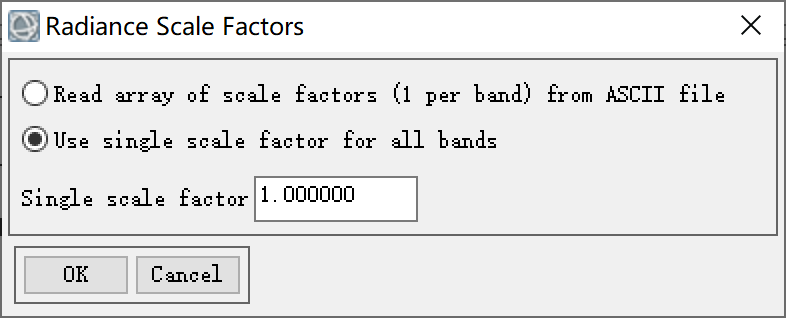 Radiance Scale Factors
Read array of scale factors (1 per band) from ASCII file
Use single scale factor for all bands
Single scale factor 1.000000
OK Cancel